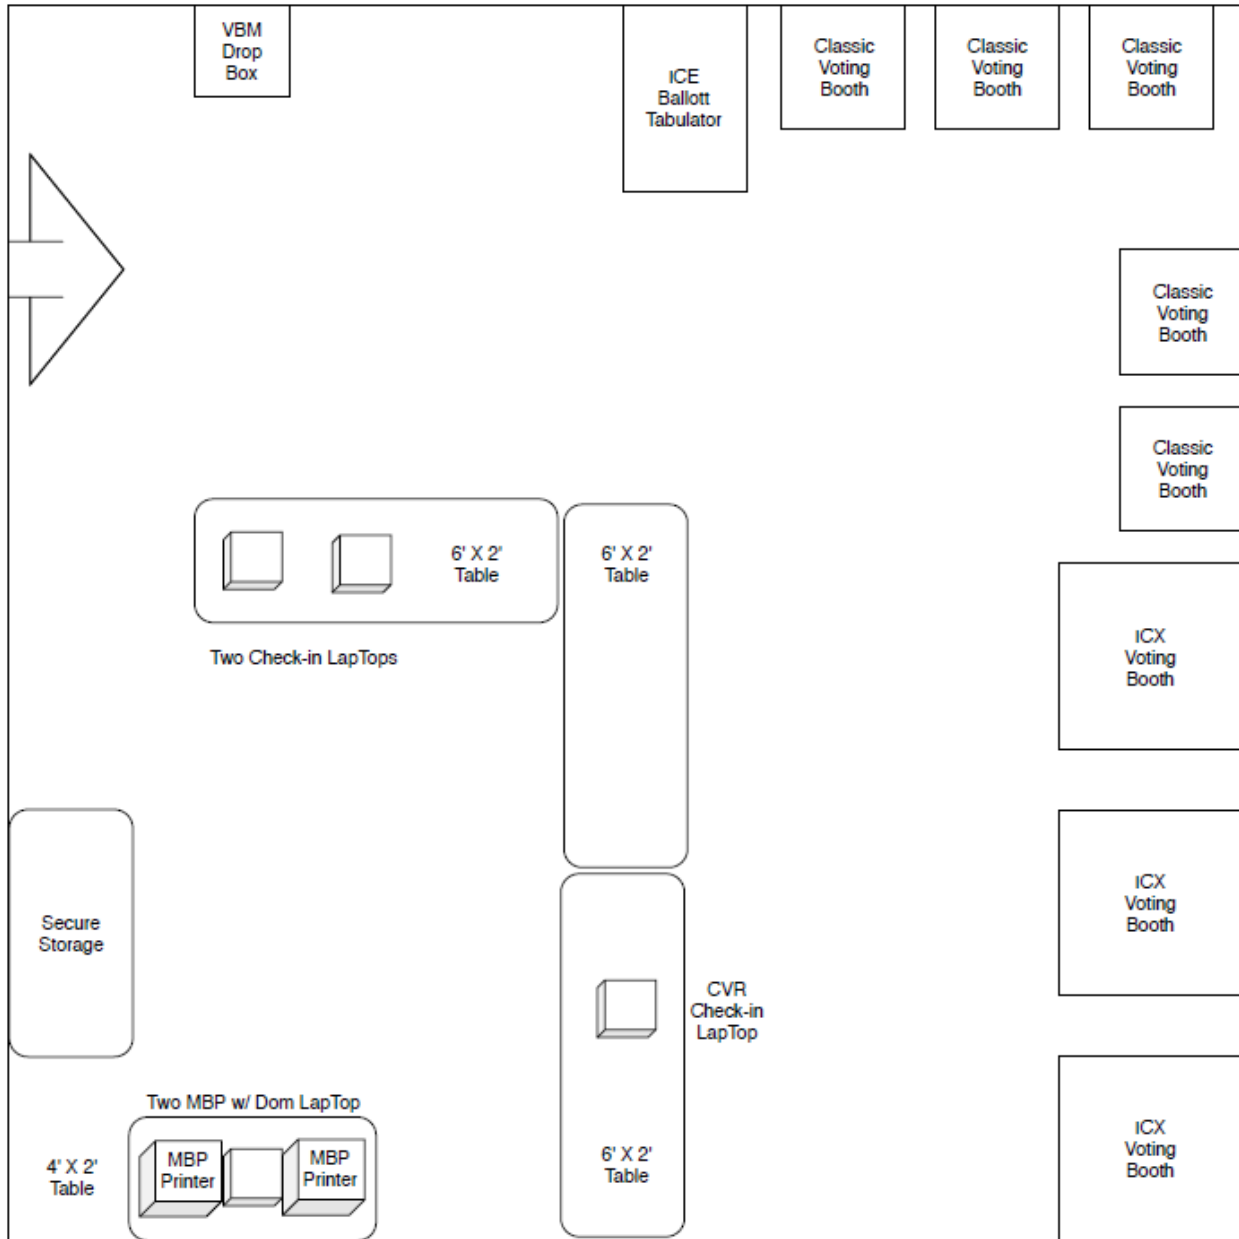 VBM
Drop
Box
ICE
Ballott
Tabulator
Classic
Voting
Booth
Classic
Voting
Booth
Classic
Voting
Booth
Classic
Voting
Booth
Classic
Voting
Booth
6' X 2'
Table
6' X 2'
Table
Two Check-in LapTops
ICX
Voting
Booth
ICX
Voting
Booth
Secure
Storage
CVR
Check-in
LapTop
Two MBP w/ Dom LapTop
4' X 2'
Table
MBP
Printer
MBP
Printer
6' X 2'
Table
ICX
Voting
Booth